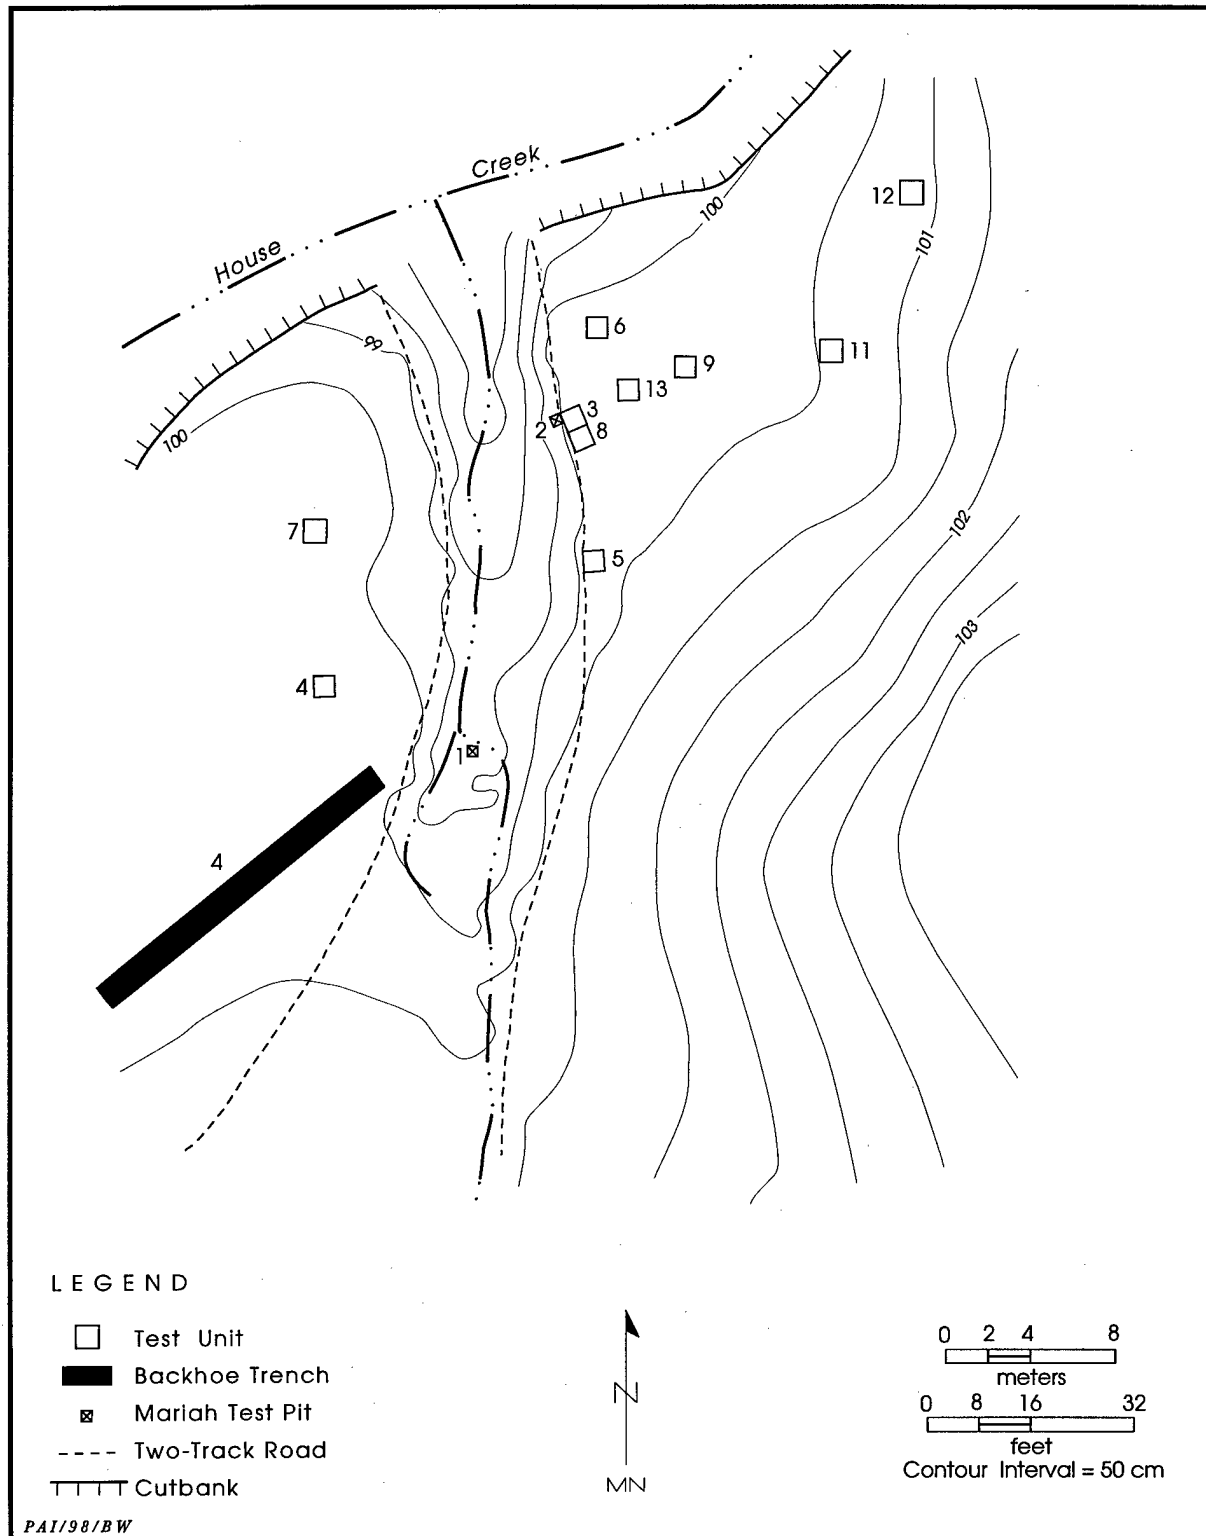 House
Creek
100
12
101
6
99
9
11
13
3
2
8
100
102
7
5
103
4
1
4
LEGEND
Test Unit
Backhoe Trench
Mariah Test Pit
Two-Track Road
Cutbank
N
MN
0 2 4 8
meters
0 8 16 32
feet
Contour Interval = 50 cm
PAI/98/BW